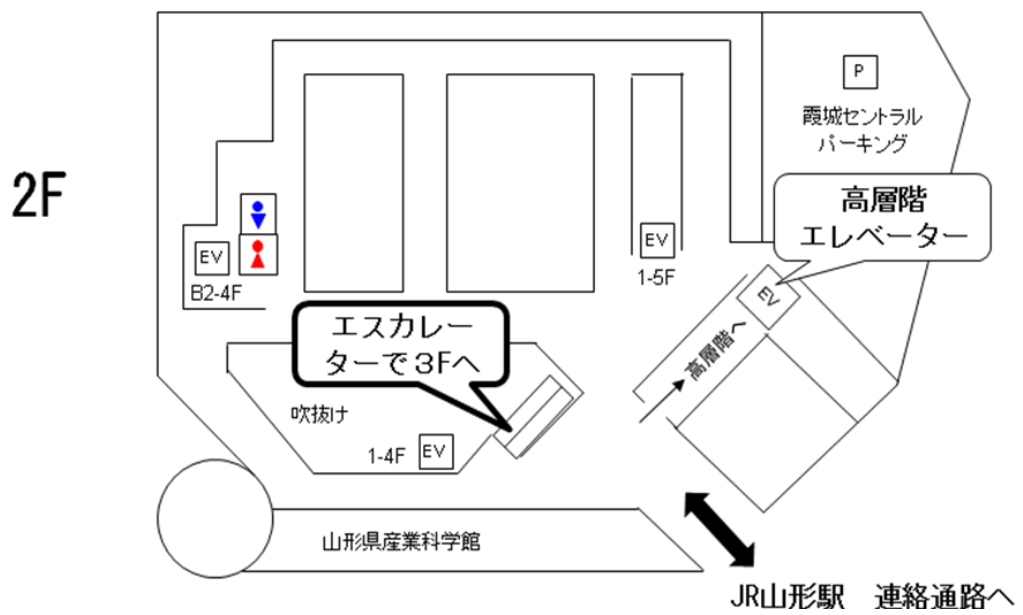 2F
P
霞城セントラル
パーキング
高層階
エレベーター
EV
1-5F
EV
B2-4F
EV
高層階へ
エスカレー
ターで3Fへ
吹抜け
1-4F EV
山形県産業科学館
JR山形駅 連絡通路へ